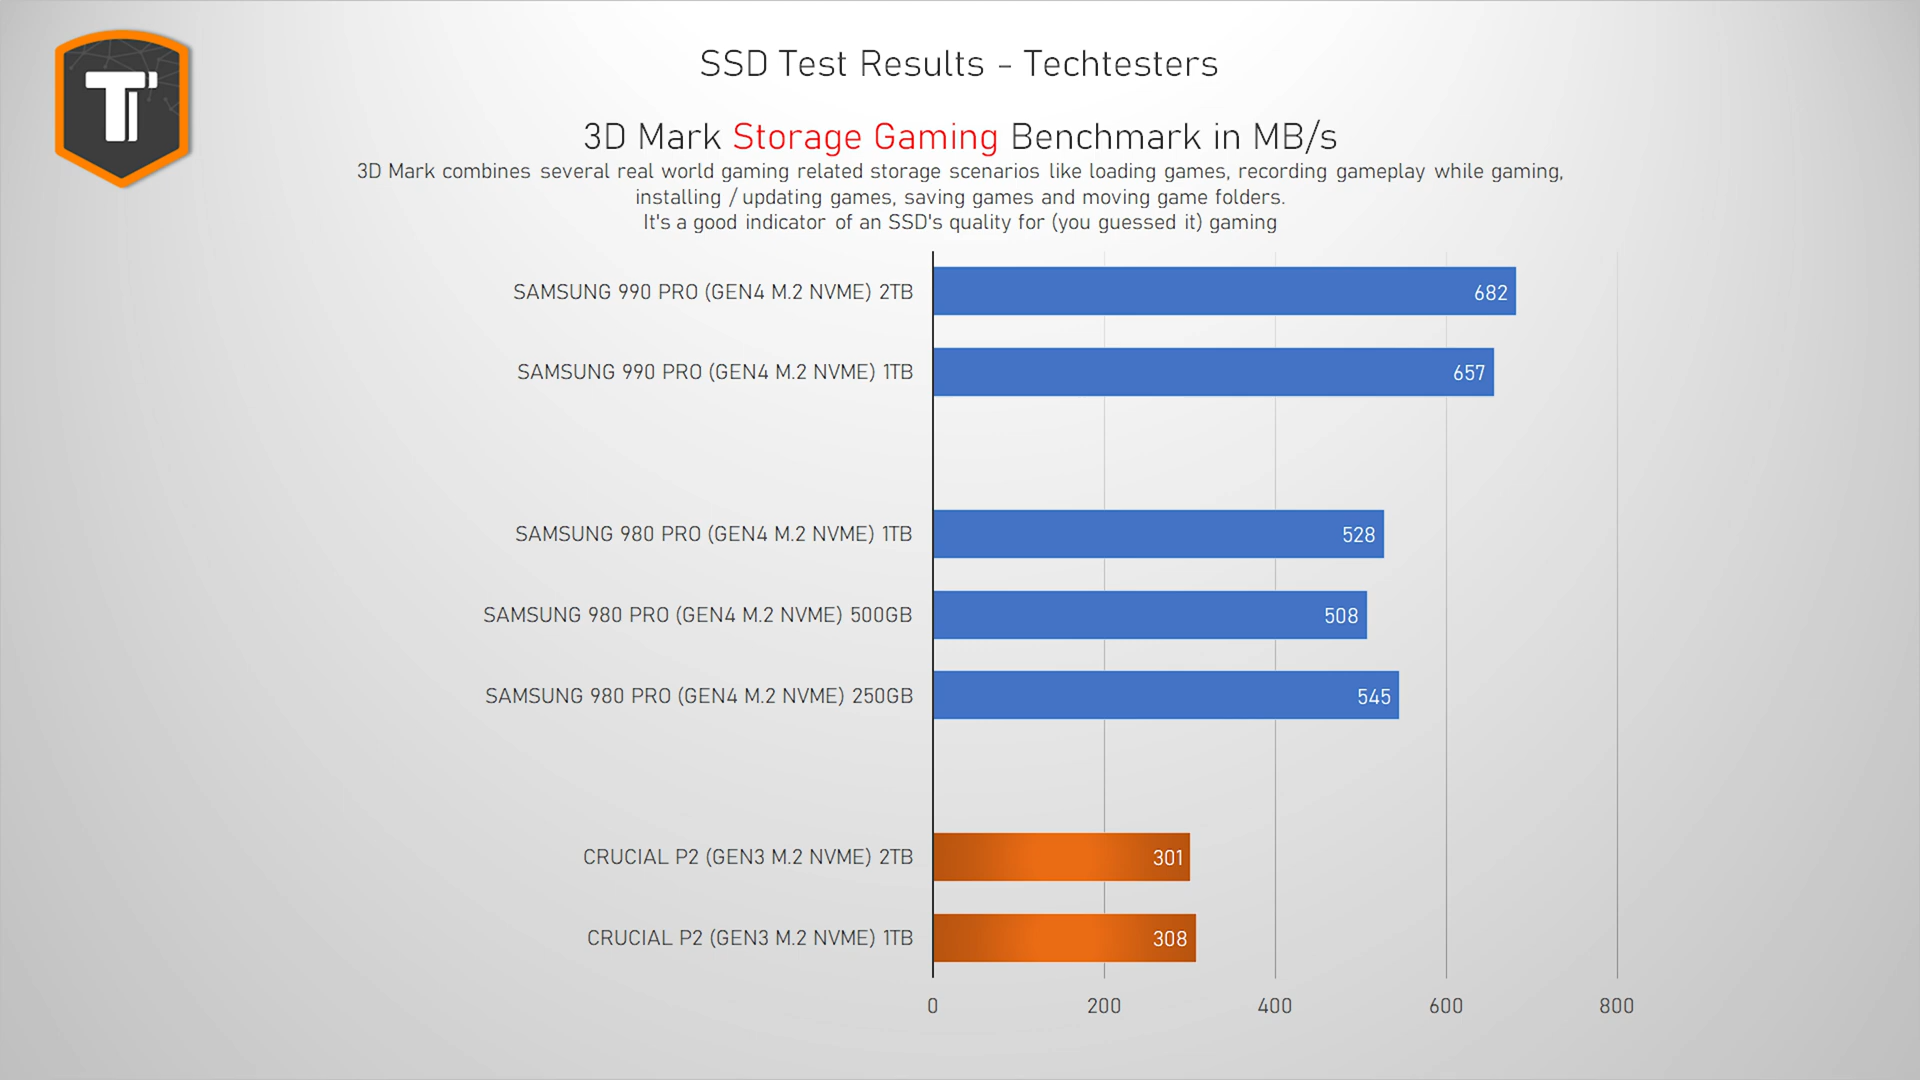 SSD Test Results - Techtesters
3D Mark Storage Gaming Benchmark in MB/s
3D Mark combines several real world gaming related storage scenarios like loading games, recording gameplay while gaming,
installing / updating games, saving games and moving game folders.
It's a good indicator of an SSD's quality for (you guessed it) gaming
SAMSUNG 990 PRO (GEN4 M.2 NVME) 2TB 682
SAMSUNG 990 PRO (GEN4 M.2 NVME) 1TB 657
SAMSUNG 980 PRO (GEN4 M.2 NVME) 1TB 528
SAMSUNG 980 PRO (GEN4 M.2 NVME) 500GB 508
SAMSUNG 980 PRO (GEN4 M.2 NVME) 250GB 545
CRUCIAL P2 (GEN3 M.2 NVME) 2TB 301
CRUCIAL P2 (GEN3 M.2 NVME) 1TB 308
0 200 400 600 800